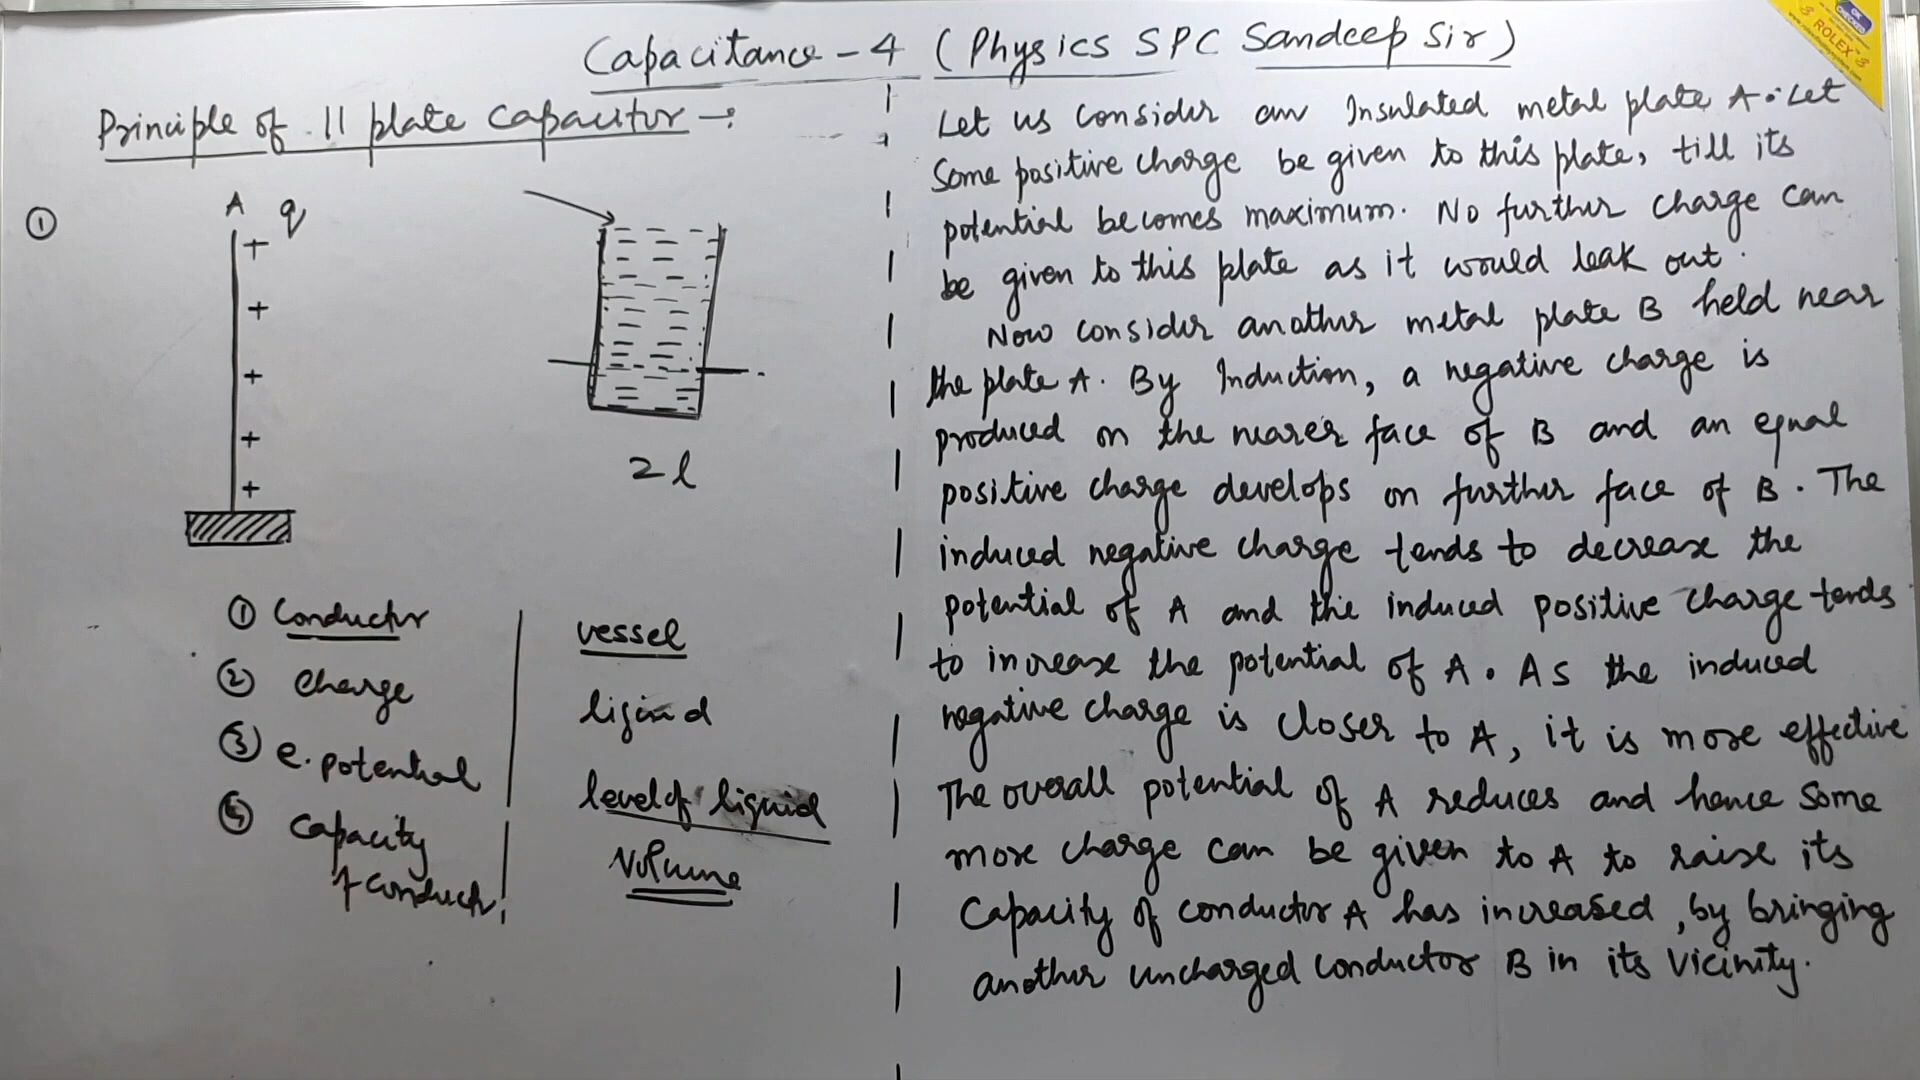 Capacitance - 4 (Physics SPC Sandeep Sir)
Principle of || plate capacitor -:
①
A q
+
+
+
+
+
2 l
① Conductor
② Charge
③ e. potential
④ Capacity
of conduct.
vessel
liquid
level of liquid
Volume
Let us consider an Insulated metal plate A. Let
Some positive charge be given to this plate, till its
potential becomes maximum. No further charge can
be given to this plate as it would leak out.
Now consider another metal plate B held near
the plate A. By Induction, a negative charge is
produced on the nearer face of B and an equal
positive charge develops on further face of B. The
induced negative charge tends to decrease the
potential of A and the induced positive charge tends
to increase the potential of A. As the induced
negative charge is closer to A, it is more effective
The overall potential of A reduces and hence some
more charge can be given to A to raise its
Capacity of conductor A has increased, by bringing
another uncharged conductor B in its vicinity.
OK
CHECKED
ROLEX